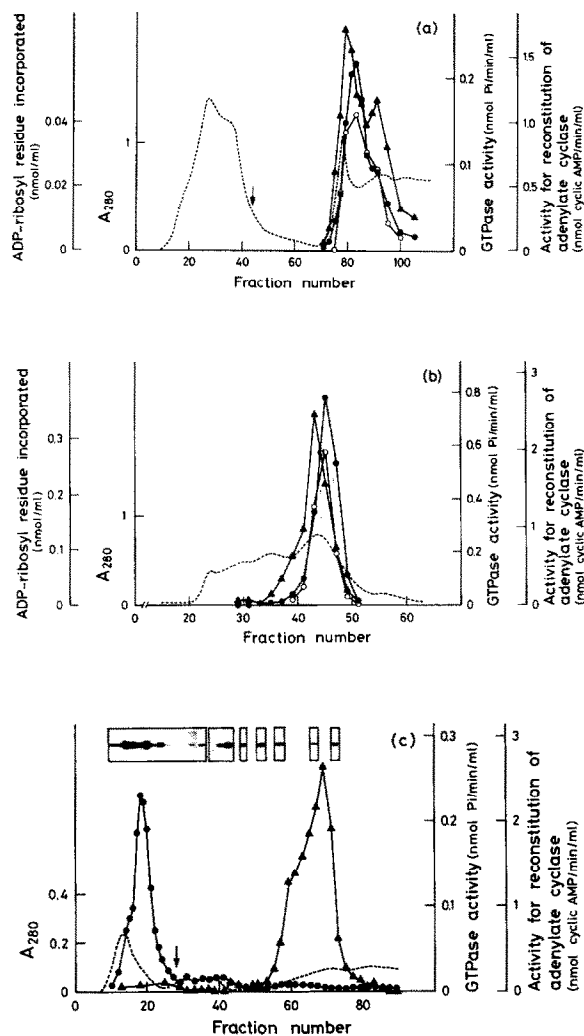 (a)
ADP-ribosyl residue incorporated
(nmol/ml)
0.04
0.02
0
A280
1
0
0.2
0.1
0
GTPase activity (nmol Pi/min/ml)
1.5
1.0
0.5
0
Activity for reconstitution of
adenylate cyclase
(nmol cyclic AMP/min/ml)
0 20 40 60 80 100
Fraction number
(b)
ADP-ribosyl residue incorporated
(nmol/ml)
0.3
0.2
0.1
0
A280
1
0
0.8
0.6
0.4
0.2
0
GTPase activity (nmol Pi/min/ml)
3
2
1
0
Activity for reconstitution of
adenylate cyclase
(nmol cyclic AMP/min/ml)
0 30 40 50 60
Fraction number
(c)
A280
0.4
0.2
0
0.3
0.2
0.1
0
GTPase activity (nmol Pi/min/ml)
3
2
1
0
Activity for reconstitution of
adenylate cyclase
(nmol cyclic AMP/min/ml)
0 20 40 60 80
Fraction number